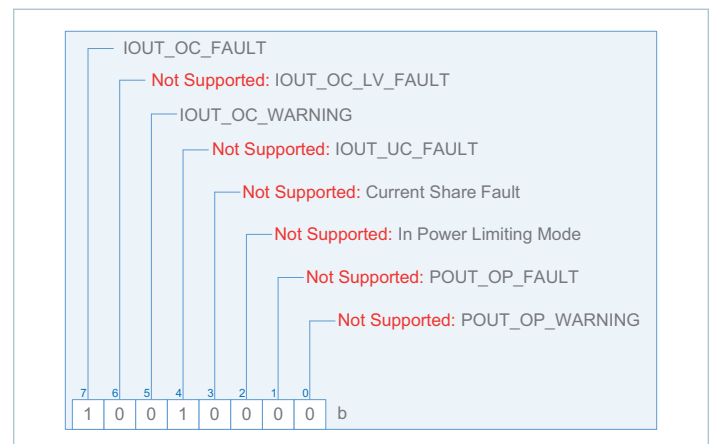 IOUT_OC_FAULT
Not Supported: IOUT_OC_LV_FAULT
IOUT_OC_WARNING
Not Supported: IOUT_UC_FAULT
Not Supported: Current Share Fault
Not Supported: In Power Limiting Mode
Not Supported: POUT_OP_FAULT
Not Supported: POUT_OP_WARNING
7 6 5 4 3 2 1 0
1 0 0 1 0 0 0 0 b